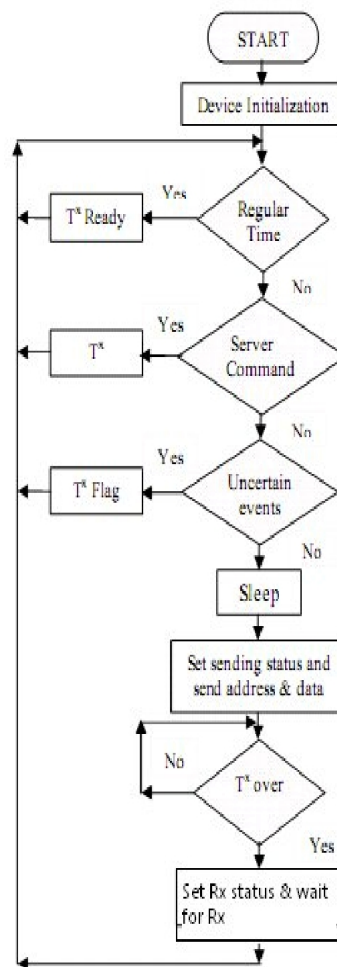 START
Device Initialization
Yes
Tˣ Ready
Regular
Time
No
Yes
Tˣ
Server
Command
No
Yes
Tˣ Flag
Uncertain
events
No
Sleep
Set sending status and
send address & data
No
Tˣ over
Yes
Set Rx status & wait
for Rx